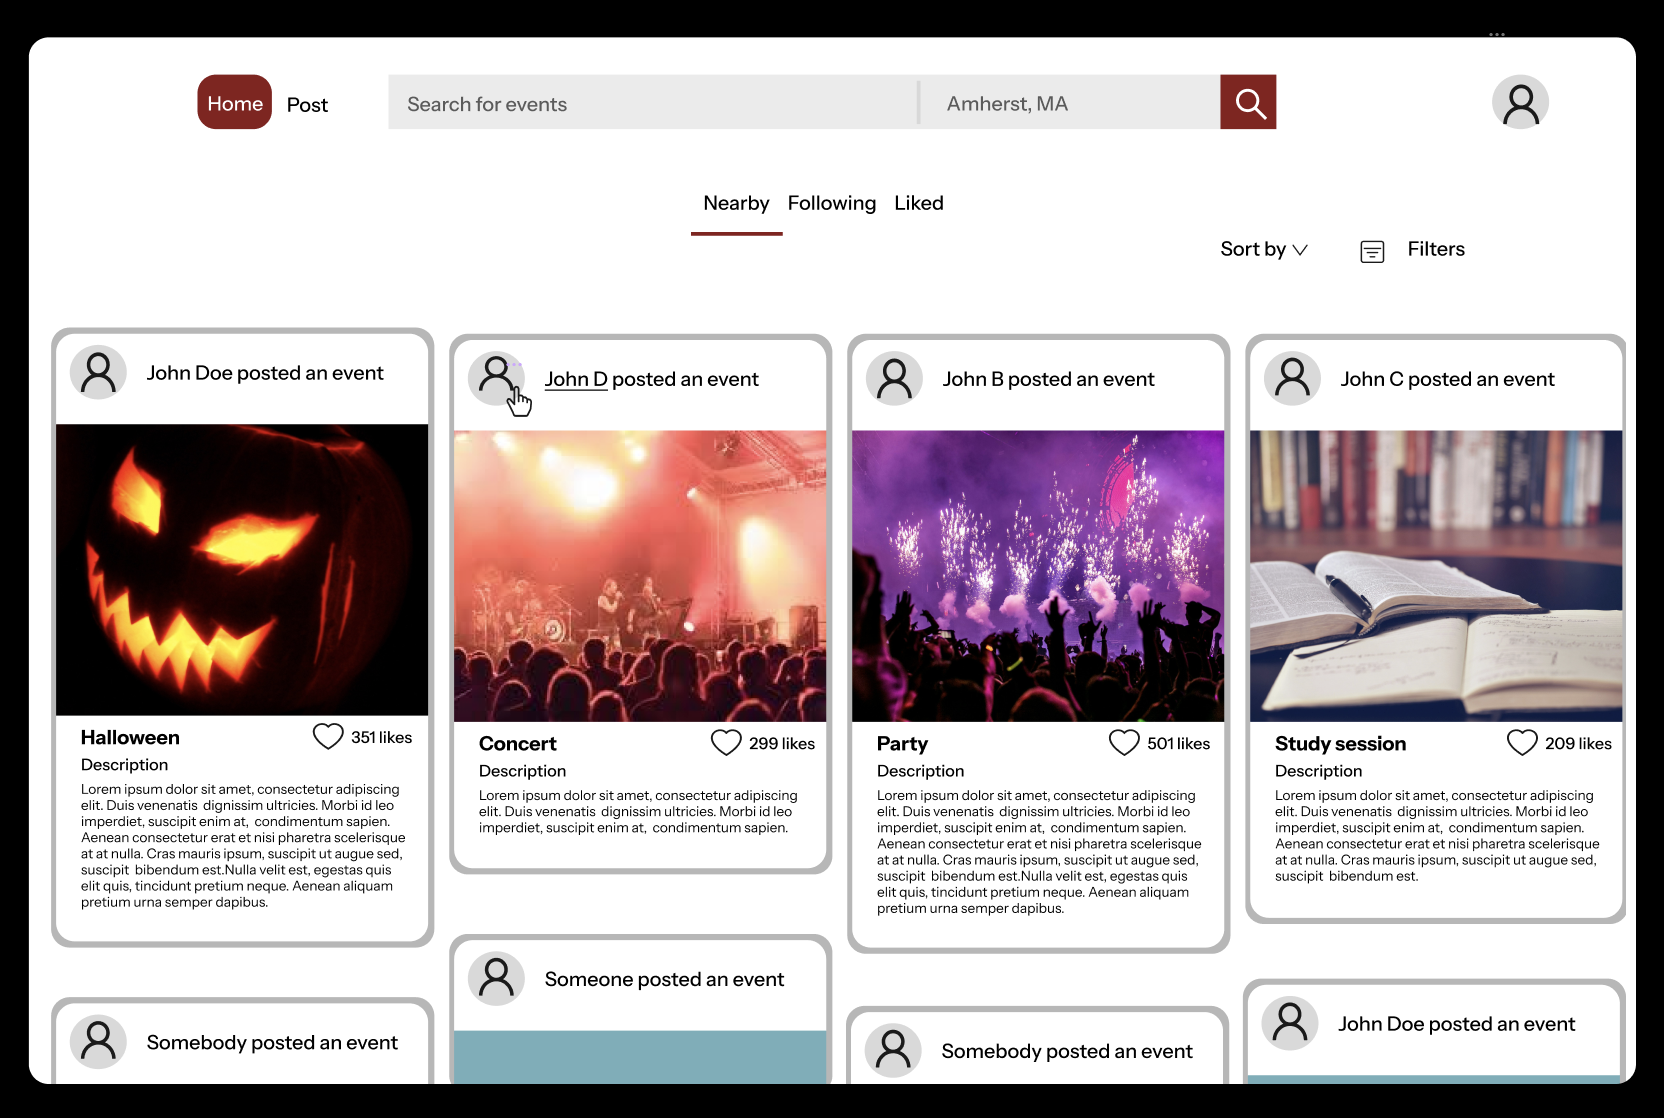 Home
Post
Search for events
Amherst, MA
Nearby
Following
Liked
Sort by
Filters
John Doe posted an event
Halloween
351 likes
Description
Lorem ipsum dolor sit amet, consectetur adipiscing
elit. Duis venenatis  dignissim ultricies. Morbi id leo
imperdiet, suscipit enim at,  condimentum sapien.
Aenean consectetur erat et nisi pharetra scelerisque
at at nulla. Cras mauris ipsum, suscipit ut augue sed,
suscipit  bibendum est.Nulla velit est, egestas quis
elit quis, tincidunt pretium neque. Aenean aliquam
pretium urna semper dapibus.
John D posted an event
Concert
299 likes
Description
Lorem ipsum dolor sit amet, consectetur adipiscing
elit. Duis venenatis  dignissim ultricies. Morbi id leo
imperdiet, suscipit enim at,  condimentum sapien.
John B posted an event
Party
501 likes
Description
Lorem ipsum dolor sit amet, consectetur adipiscing
elit. Duis venenatis  dignissim ultricies. Morbi id leo
imperdiet, suscipit enim at,  condimentum sapien.
Aenean consectetur erat et nisi pharetra scelerisque
at at nulla. Cras mauris ipsum, suscipit ut augue sed,
suscipit  bibendum est.Nulla velit est, egestas quis
elit quis, tincidunt pretium neque. Aenean aliquam
pretium urna semper dapibus.
John C posted an event
Study session
209 likes
Description
Lorem ipsum dolor sit amet, consectetur adipiscing
elit. Duis venenatis  dignissim ultricies. Morbi id leo
imperdiet, suscipit enim at,  condimentum sapien.
Aenean consectetur erat et nisi pharetra scelerisque
at at nulla. Cras mauris ipsum, suscipit ut augue sed,
suscipit  bibendum est.
Somebody posted an event
Someone posted an event
Somebody posted an event
John Doe posted an event